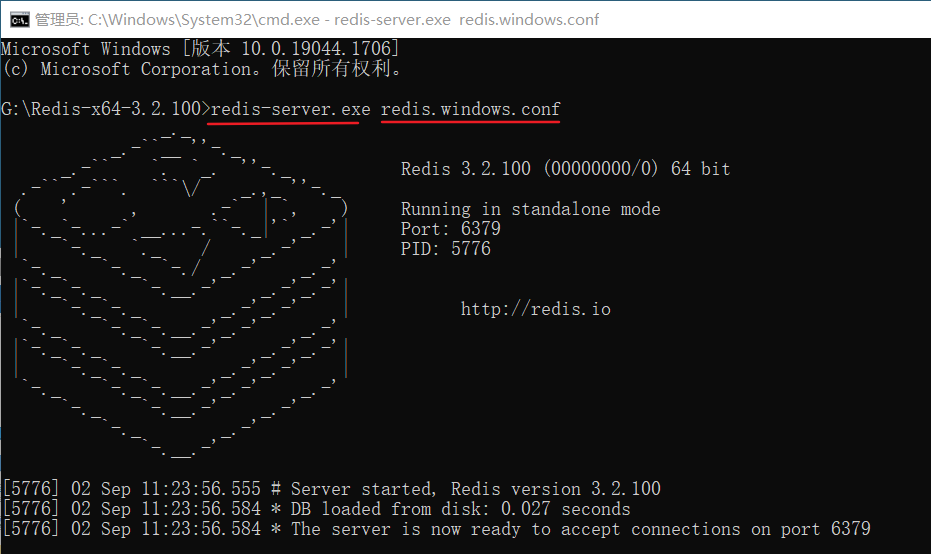 管理员: C:\Windows\System32\cmd.exe - redis-server.exe  redis.windows.conf
Microsoft Windows [版本 10.0.19044.1706]
(c) Microsoft Corporation。保留所有权利。
G:\Redis-x64-3.2.100>redis-server.exe redis.windows.conf
Redis 3.2.100 (00000000/0) 64 bit
Running in standalone mode
Port: 6379
PID: 5776
http://redis.io
[5776] 02 Sep 11:23:56.555 # Server started, Redis version 3.2.100
[5776] 02 Sep 11:23:56.584 * DB loaded from disk: 0.027 seconds
[5776] 02 Sep 11:23:56.584 * The server is now ready to accept connections on port 6379